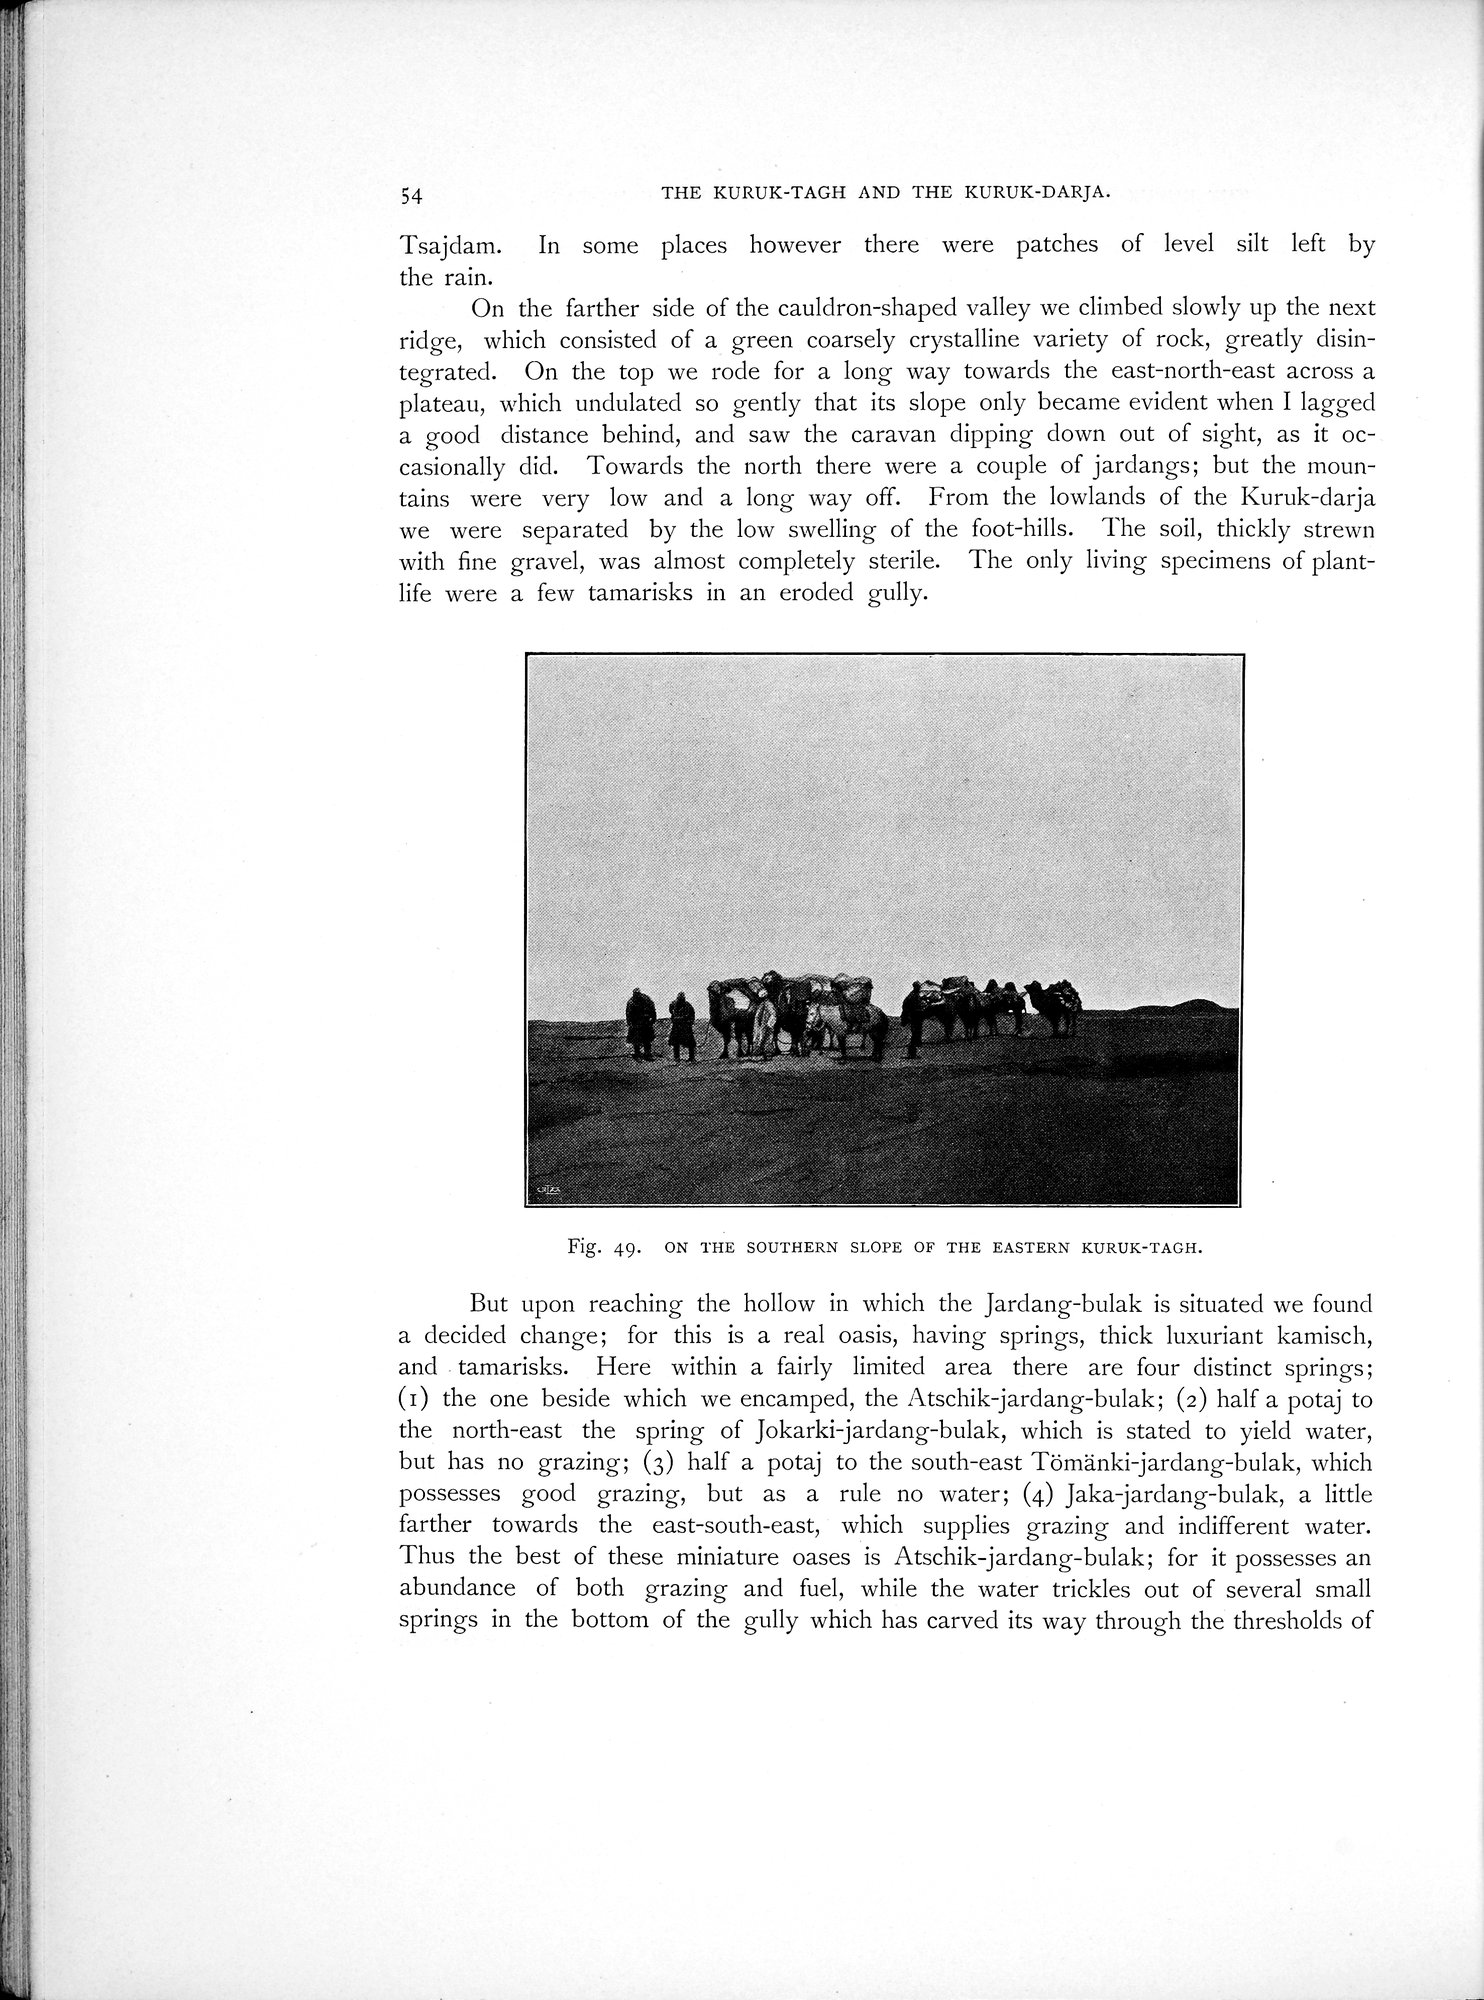 54
THE KURUK-TAGH AND THE KURUK-DARJA.
Tsajdam. In some places however there were patches of level silt left by
the rain.
On the farther side of the cauldron-shaped valley we climbed slowly up the next
ridge, which consisted of a green coarsely crystalline variety of rock, greatly disin-
tegrated. On the top we rode for a long way towards the east-north-east across a
plateau, which undulated so gently that its slope only became evident when I lagged
a good distance behind, and saw the caravan dipping down out of sight, as it oc-
casionally did. Towards the north there were a couple of jardangs; but the moun-
tains were very low and a long way off. From the lowlands of the Kuruk-darja
we were separated by the low swelling of the foot-hills. The soil, thickly strewn
with fine gravel, was almost completely sterile. The only living specimens of plant-
life were a few tamarisks in an eroded gully.
Fig. 49. ON THE SOUTHERN SLOPE OF THE EASTERN KURUK-TAGH.
But upon reaching the hollow in which the Jardang-bulak is situated we found
a decided change; for this is a real oasis, having springs, thick luxuriant kamisch,
and tamarisks. Here within a fairly limited area there are four distinct springs;
(1) the one beside which we encamped, the Atschik-jardang-bulak; (2) half a potaj to
the north-east the spring of Jokarki-jardang-bulak, which is stated to yield water,
but has no grazing; (3) half a potaj to the south-east Tömänki-jardang-bulak, which
possesses good grazing, but as a rule no water; (4) Jaka-jardang-bulak, a little
farther towards the east-south-east, which supplies grazing and indifferent water.
Thus the best of these miniature oases is Atschik-jardang-bulak; for it possesses an
abundance of both grazing and fuel, while the water trickles out of several small
springs in the bottom of the gully which has carved its way through the thresholds of